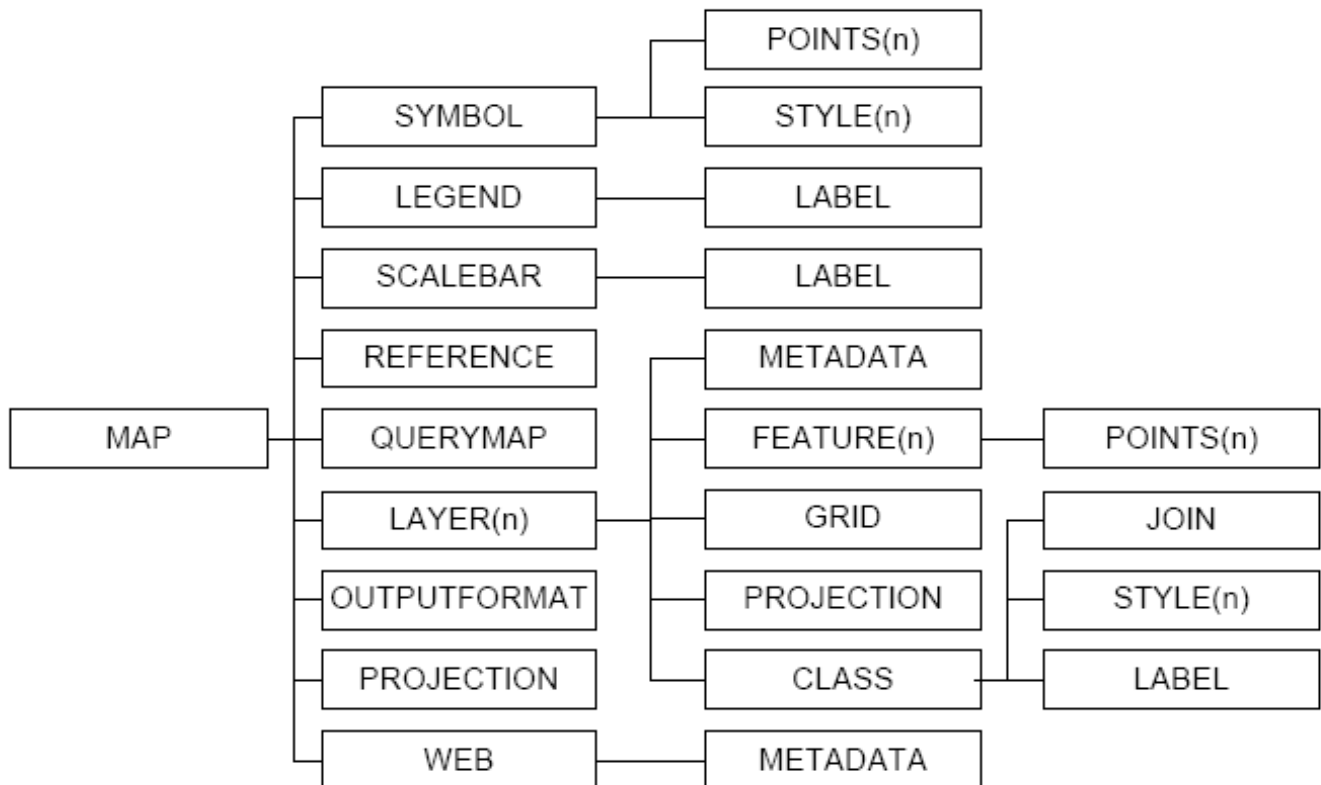 POINTS(n)
SYMBOL
STYLE(n)
LEGEND
LABEL
SCALEBAR
LABEL
REFERENCE
METADATA
MAP
QUERYMAP
FEATURE(n)
POINTS(n)
LAYER(n)
GRID
JOIN
OUTPUTFORMAT
PROJECTION
STYLE(n)
PROJECTION
CLASS
LABEL
WEB
METADATA